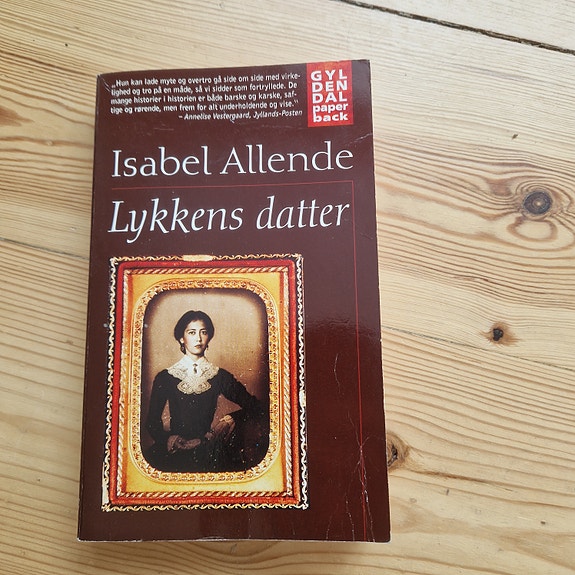 „Hun kan lade myte og overtro gå side om side med virke-
lighed og tro på en måde, så vi sidder som fortryllede. De
mange historier i historien er både barske og karske, saf-
tige og rørende, men frem for alt underholdende og vise.“
– Annelise Vestergaard, Jyllands-Posten
GYL
DEN
DAL
paper
back
Isabel Allende
Lykkens datter